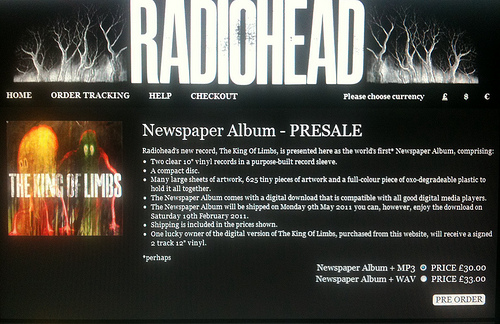 RADIOHEAD
HOME ORDER TRACKING HELP CHECKOUT Please choose currency £ $ €
Newspaper Album - PRESALE
THE KING OF LIMBS
Radiohead's new record, The King Of Limbs, is presented here as the world's first* Newspaper Album, comprising:
• Two clear 10" vinyl records in a purpose-built record sleeve.
• A compact disc.
• Many large sheets of artwork, 625 tiny pieces of artwork and a full-colour piece of oxo-degradeable plastic to
hold it all together.
• The Newspaper Album comes with a digital download that is compatible with all good digital media players.
• The Newspaper Album will be shipped on Monday 9th May 2011 you can, however, enjoy the download on
Saturday 19th February 2011.
• Shipping is included in the prices shown.
• One lucky owner of the digital version of The King Of Limbs, purchased from this website, will receive a signed
2 track 12" vinyl.
*perhaps
Newspaper Album + MP3 PRICE £30.00
Newspaper Album + WAV PRICE £33.00
PRE ORDER